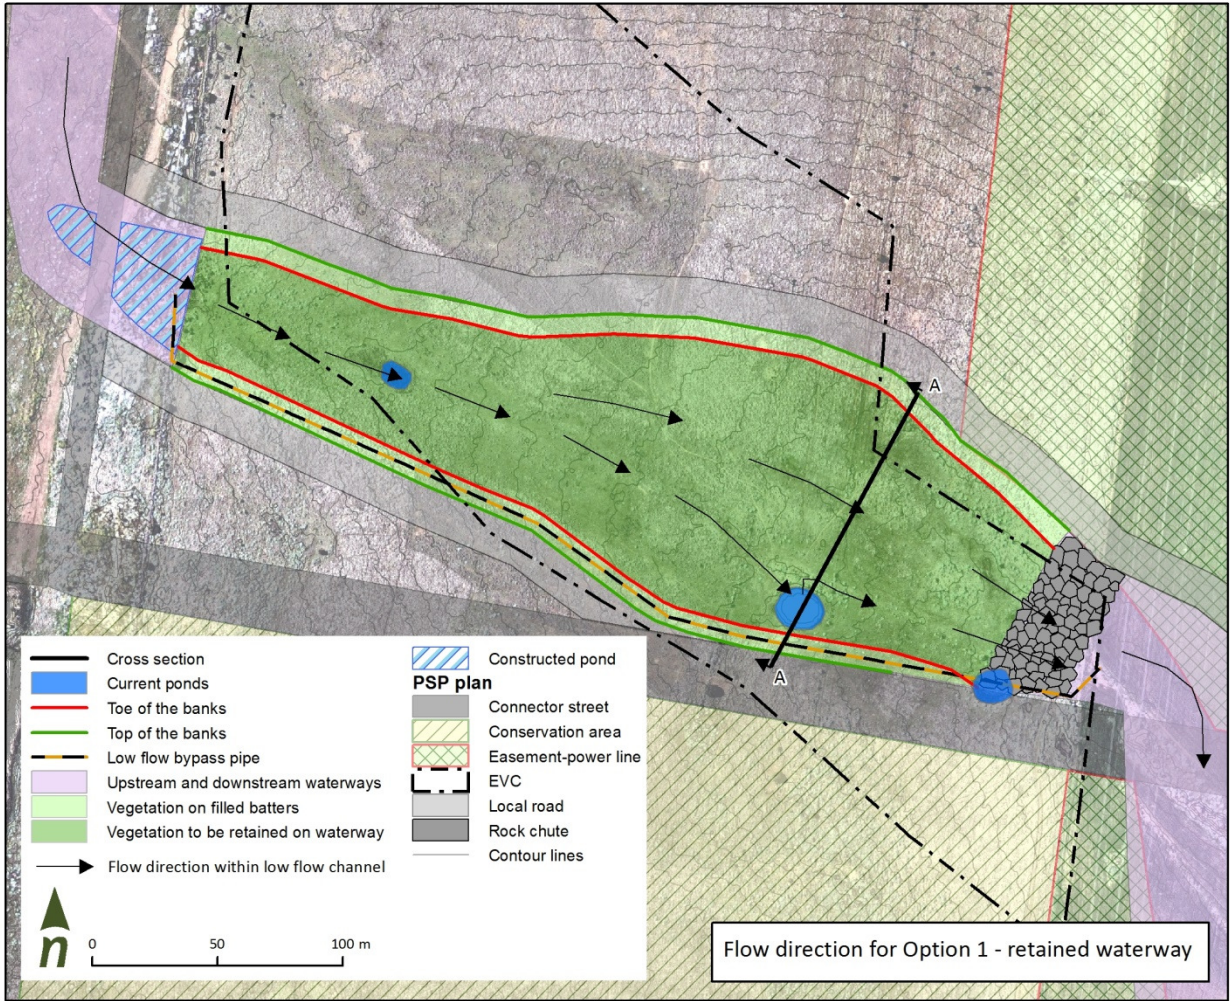 A
A
Cross section
Current ponds
Toe of the banks
Top of the banks
Low flow bypass pipe
Upstream and downstream waterways
Vegetation on filled batters
Vegetation to be retained on waterway
Flow direction within low flow channel
Constructed pond
PSP plan
Connector street
Conservation area
Easement-power line
EVC
Local road
Rock chute
Contour lines
n
0 50 100 m
Flow direction for Option 1 - retained waterway